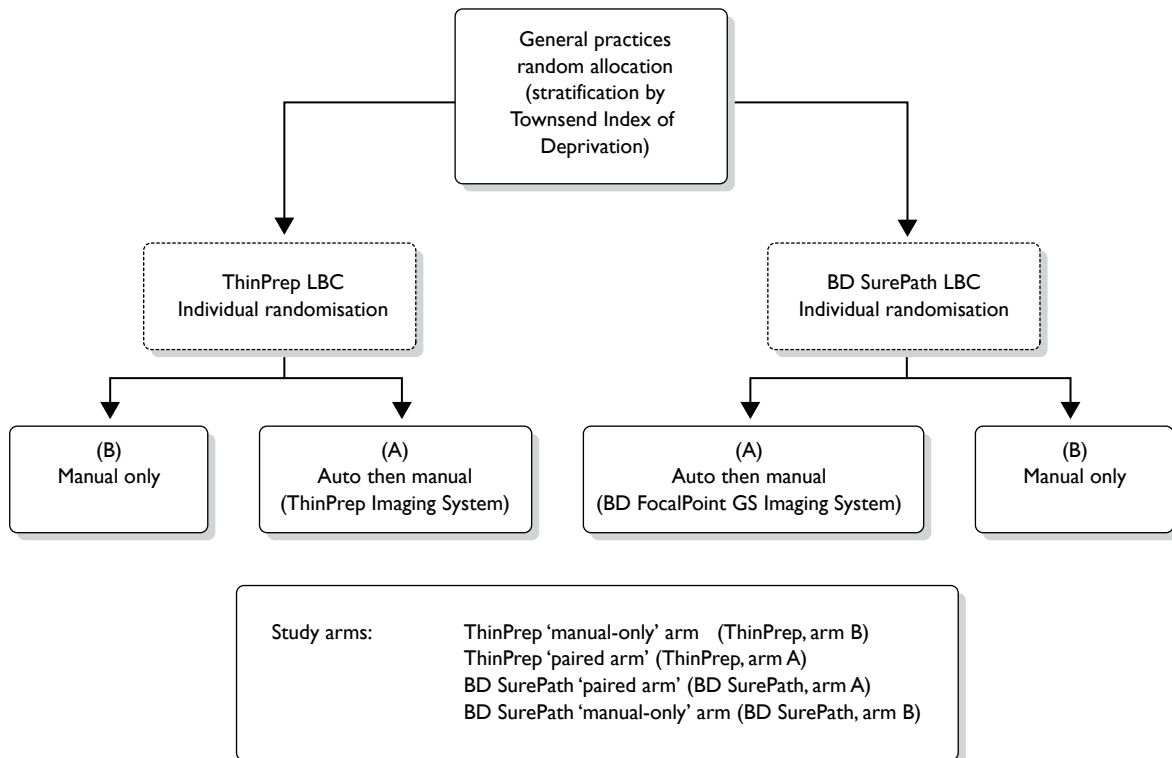 General practices
random allocation
(stratification by
Townsend Index of
Deprivation)
ThinPrep LBC
Individual randomisation
BD SurePath LBC
Individual randomisation
(B)
Manual only
(A)
Auto then manual
(ThinPrep Imaging System)
(A)
Auto then manual
(BD FocalPoint GS Imaging System)
(B)
Manual only
Study arms: ThinPrep ‘manual-only’ arm (ThinPrep, arm B)
ThinPrep ‘paired arm’ (ThinPrep, arm A)
BD SurePath ‘paired arm’ (BD SurePath, arm A)
BD SurePath ‘manual-only’ arm (BD SurePath, arm B)